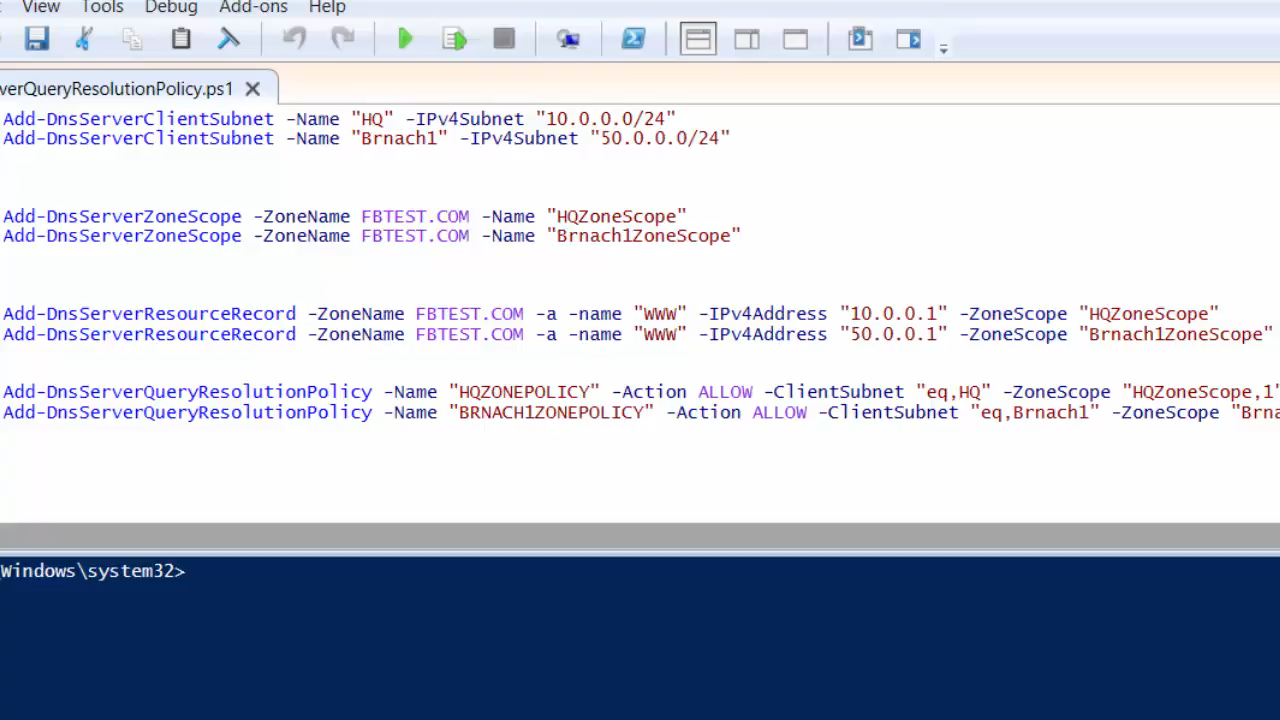 View Tools Debug Add-ons Help
verQueryResolutionPolicy.ps1
Add-DnsServerClientSubnet -Name "HQ" -IPv4Subnet "10.0.0.0/24"
Add-DnsServerClientSubnet -Name "Brnach1" -IPv4Subnet "50.0.0.0/24"
Add-DnsServerZoneScope -ZoneName FBTEST.COM -Name "HQZoneScope"
Add-DnsServerZoneScope -ZoneName FBTEST.COM -Name "Brnach1ZoneScope"
Add-DnsServerResourceRecord -ZoneName FBTEST.COM -a -name "WWW" -IPv4Address "10.0.0.1" -ZoneScope "HQZoneScope"
Add-DnsServerResourceRecord -ZoneName FBTEST.COM -a -name "WWW" -IPv4Address "50.0.0.1" -ZoneScope "Brnach1ZoneScope"
Add-DnsServerQueryResolutionPolicy -Name "HQZONEPOLICY" -Action ALLOW -ClientSubnet "eq,HQ" -ZoneScope "HQZoneScope,1"
Add-DnsServerQueryResolutionPolicy -Name "BRNACH1ZONEPOLICY" -Action ALLOW -ClientSubnet "eq,Brnach1" -ZoneScope "Brna
Windows\system32>